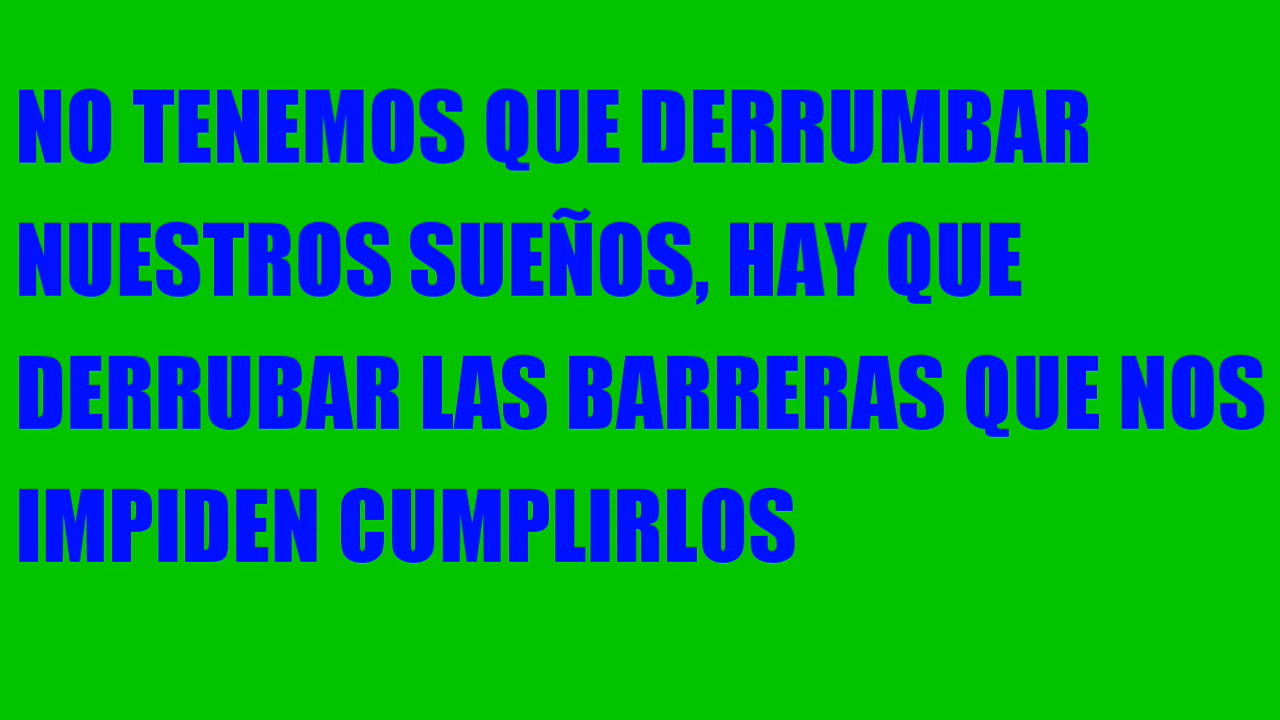 NO TENEMOS QUE DERRUMBAR
NUESTROS SUEÑOS, HAY QUE
DERRUBAR LAS BARRERAS QUE NOS
IMPIDEN CUMPLIRLOS